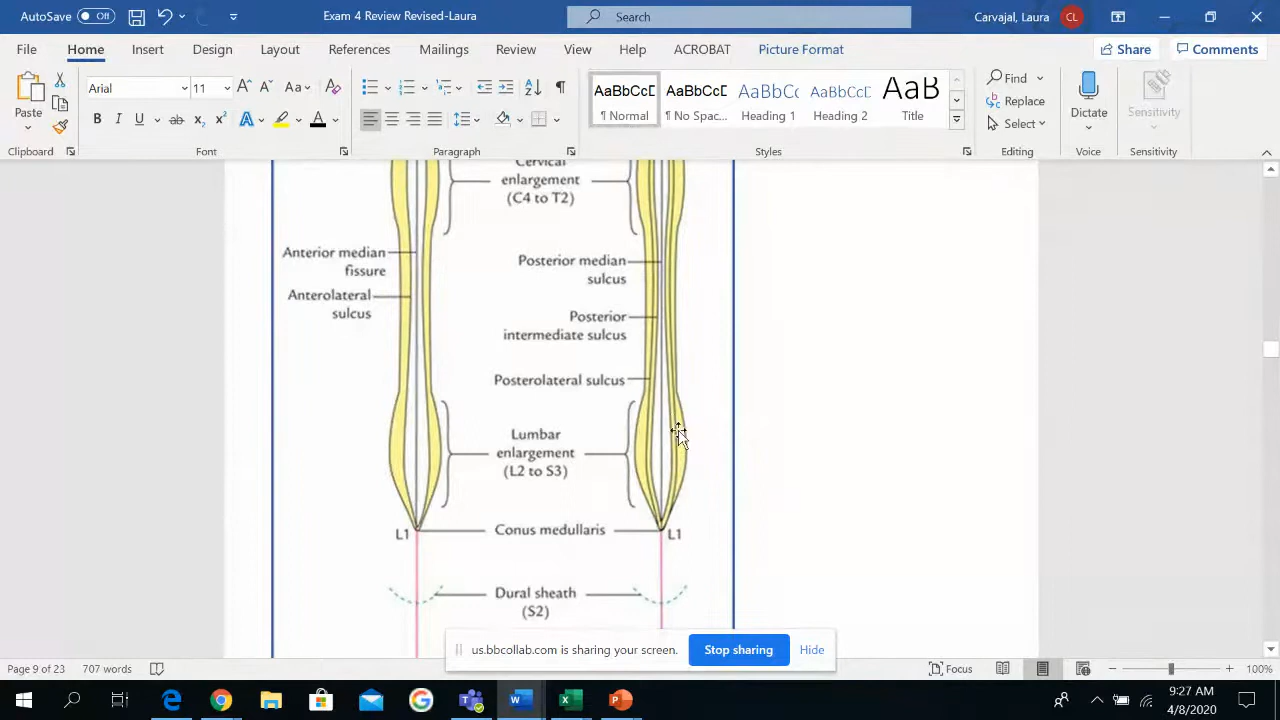 AutoSave Off
Exam 4 Review Revised-Laura
Search
Carvajal, Laura CL
File Home Insert Design Layout References Mailings Review View Help ACROBAT Picture Format
Share Comments
Paste
Clipboard
Arial 11
Font
Paragraph
AaBbCcD AaBbCcD AaBbCc AaBbCcD AaB
¶ Normal ¶ No Spac... Heading 1 Heading 2 Title
Styles
Find
Replace
Select
Editing
Dictate
Voice
Sensitivity
Sensitivity
Cervical
enlargement
(C4 to T2)
Anterior median
fissure
Anterolateral
sulcus
Posterior median
sulcus
Posterior
intermediate sulcus
Posterolateral sulcus
Lumbar
enlargement
(L2 to S3)
L1 Conus medullaris L1
Dural sheath
(S2)
us.bbcollab.com is sharing your screen. Stop sharing Hide
Page 9 of 23 707 words Focus 100%
9:27 AM
4/8/2020